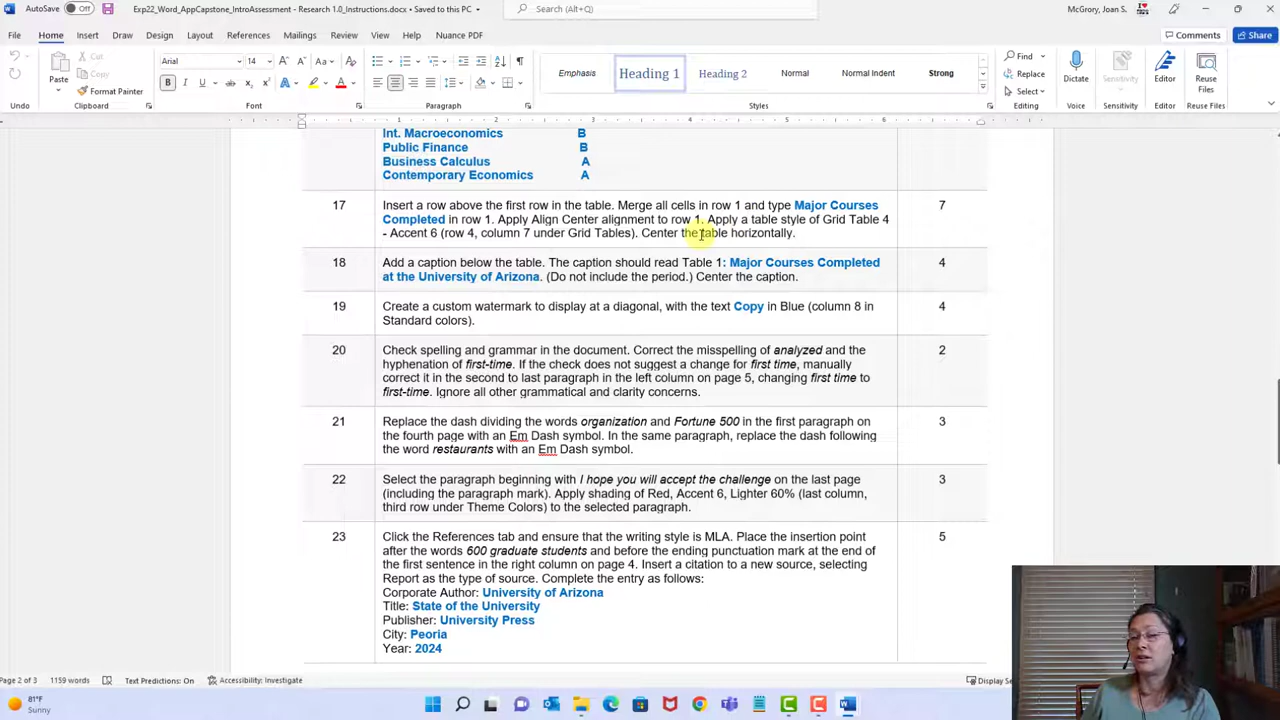 AutoSave Off Exp22_Word_AppCapstone_IntroAssessment - Research 1.0_Instructions.docx • Saved to this PC Search (Alt+Q) McGrory, Joan S.
File Home Insert Draw Design Layout References Mailings Review View Help Nuance PDF Comments Share
Paste Cut Copy Format Painter Arial 14 Emphasis Heading 1 Heading 2 Normal Normal Indent Strong Find Replace Select Dictate Sensitivity Editor Reuse Files
Undo Clipboard Font Paragraph Styles Editing Voice Sensitivity Editor Reuse Files
1 2 3 4 5 6
Int. Macroeconomics B
Public Finance B
Business Calculus A
Contemporary Economics A
17 Insert a row above the first row in the table. Merge all cells in row 1 and type Major Courses 7
Completed in row 1. Apply Align Center alignment to row 1. Apply a table style of Grid Table 4
- Accent 6 (row 4, column 7 under Grid Tables). Center the table horizontally.
18 Add a caption below the table. The caption should read Table 1: Major Courses Completed 4
at the University of Arizona. (Do not include the period.) Center the caption.
19 Create a custom watermark to display at a diagonal, with the text Copy in Blue (column 8 in 4
Standard colors).
20 Check spelling and grammar in the document. Correct the misspelling of analyzed and the 2
hyphenation of first-time. If the check does not suggest a change for first time, manually
correct it in the second to last paragraph in the left column on page 5, changing first time to
first-time. Ignore all other grammatical and clarity concerns.
21 Replace the dash dividing the words organization and Fortune 500 in the first paragraph on 3
the fourth page with an Em Dash symbol. In the same paragraph, replace the dash following
the word restaurants with an Em Dash symbol.
22 Select the paragraph beginning with I hope you will accept the challenge on the last page 3
(including the paragraph mark). Apply shading of Red, Accent 6, Lighter 60% (last column,
third row under Theme Colors) to the selected paragraph.
23 Click the References tab and ensure that the writing style is MLA. Place the insertion point 5
after the words 600 graduate students and before the ending punctuation mark at the end of
the first sentence in the right column on page 4. Insert a citation to a new source, selecting
Report as the type of source. Complete the entry as follows:
Corporate Author: University of Arizona
Title: State of the University
Publisher: University Press
City: Peoria
Year: 2024
Page 2 of 3 1159 words Text Predictions: On Accessibility: Investigate Display Se
81°F
Sunny